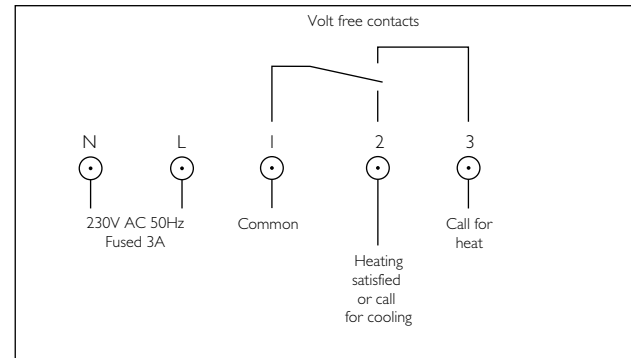 Volt free contacts
N L 1 2 3
230V AC 50Hz
Fused 3A
Common
Heating
satisfied
or call
for cooling
Call for
heat